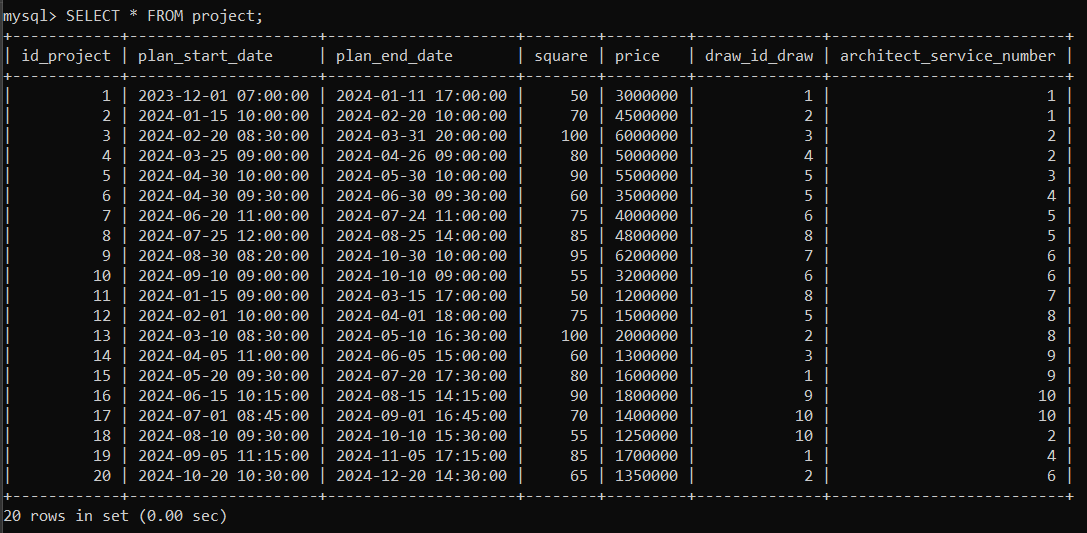 mysql> SELECT * FROM project;
+------------+---------------------+---------------------+--------+---------+--------------+--------------------------+
| id_project | plan_start_date     | plan_end_date       | square | price   | draw_id_draw | architect_service_number |
+------------+---------------------+---------------------+--------+---------+--------------+--------------------------+
|          1 | 2023-12-01 07:00:00 | 2024-01-11 17:00:00 |     50 | 3000000 |            1 |                        1 |
|          2 | 2024-01-15 10:00:00 | 2024-02-20 10:00:00 |     70 | 4500000 |            2 |                        1 |
|          3 | 2024-02-20 08:30:00 | 2024-03-31 20:00:00 |    100 | 6000000 |            3 |                        2 |
|          4 | 2024-03-25 09:00:00 | 2024-04-26 09:00:00 |     80 | 5000000 |            4 |                        2 |
|          5 | 2024-04-30 10:00:00 | 2024-05-30 10:00:00 |     90 | 5500000 |            5 |                        3 |
|          6 | 2024-04-30 09:30:00 | 2024-06-30 09:30:00 |     60 | 3500000 |            5 |                        4 |
|          7 | 2024-06-20 11:00:00 | 2024-07-24 11:00:00 |     75 | 4000000 |            6 |                        5 |
|          8 | 2024-07-25 12:00:00 | 2024-08-25 14:00:00 |     85 | 4800000 |            8 |                        5 |
|          9 | 2024-08-30 08:20:00 | 2024-10-30 10:00:00 |     95 | 6200000 |            7 |                        6 |
|         10 | 2024-09-10 09:00:00 | 2024-10-10 09:00:00 |     55 | 3200000 |            6 |                        6 |
|         11 | 2024-01-15 09:00:00 | 2024-03-15 17:00:00 |     50 | 1200000 |            8 |                        7 |
|         12 | 2024-02-01 10:00:00 | 2024-04-01 18:00:00 |     75 | 1500000 |            5 |                        8 |
|         13 | 2024-03-10 08:30:00 | 2024-05-10 16:30:00 |    100 | 2000000 |            2 |                        8 |
|         14 | 2024-04-05 11:00:00 | 2024-06-05 15:00:00 |     60 | 1300000 |            3 |                        9 |
|         15 | 2024-05-20 09:30:00 | 2024-07-20 17:30:00 |     80 | 1600000 |            1 |                        9 |
|         16 | 2024-06-15 10:15:00 | 2024-08-15 14:15:00 |     90 | 1800000 |            9 |                       10 |
|         17 | 2024-07-01 08:45:00 | 2024-09-01 16:45:00 |     70 | 1400000 |           10 |                       10 |
|         18 | 2024-08-10 09:30:00 | 2024-10-10 15:30:00 |     55 | 1250000 |           10 |                        2 |
|         19 | 2024-09-05 11:15:00 | 2024-11-05 17:15:00 |     85 | 1700000 |            1 |                        4 |
|         20 | 2024-10-20 10:30:00 | 2024-12-20 14:30:00 |     65 | 1350000 |            2 |                        6 |
+------------+---------------------+---------------------+--------+---------+--------------+--------------------------+
20 rows in set (0.00 sec)